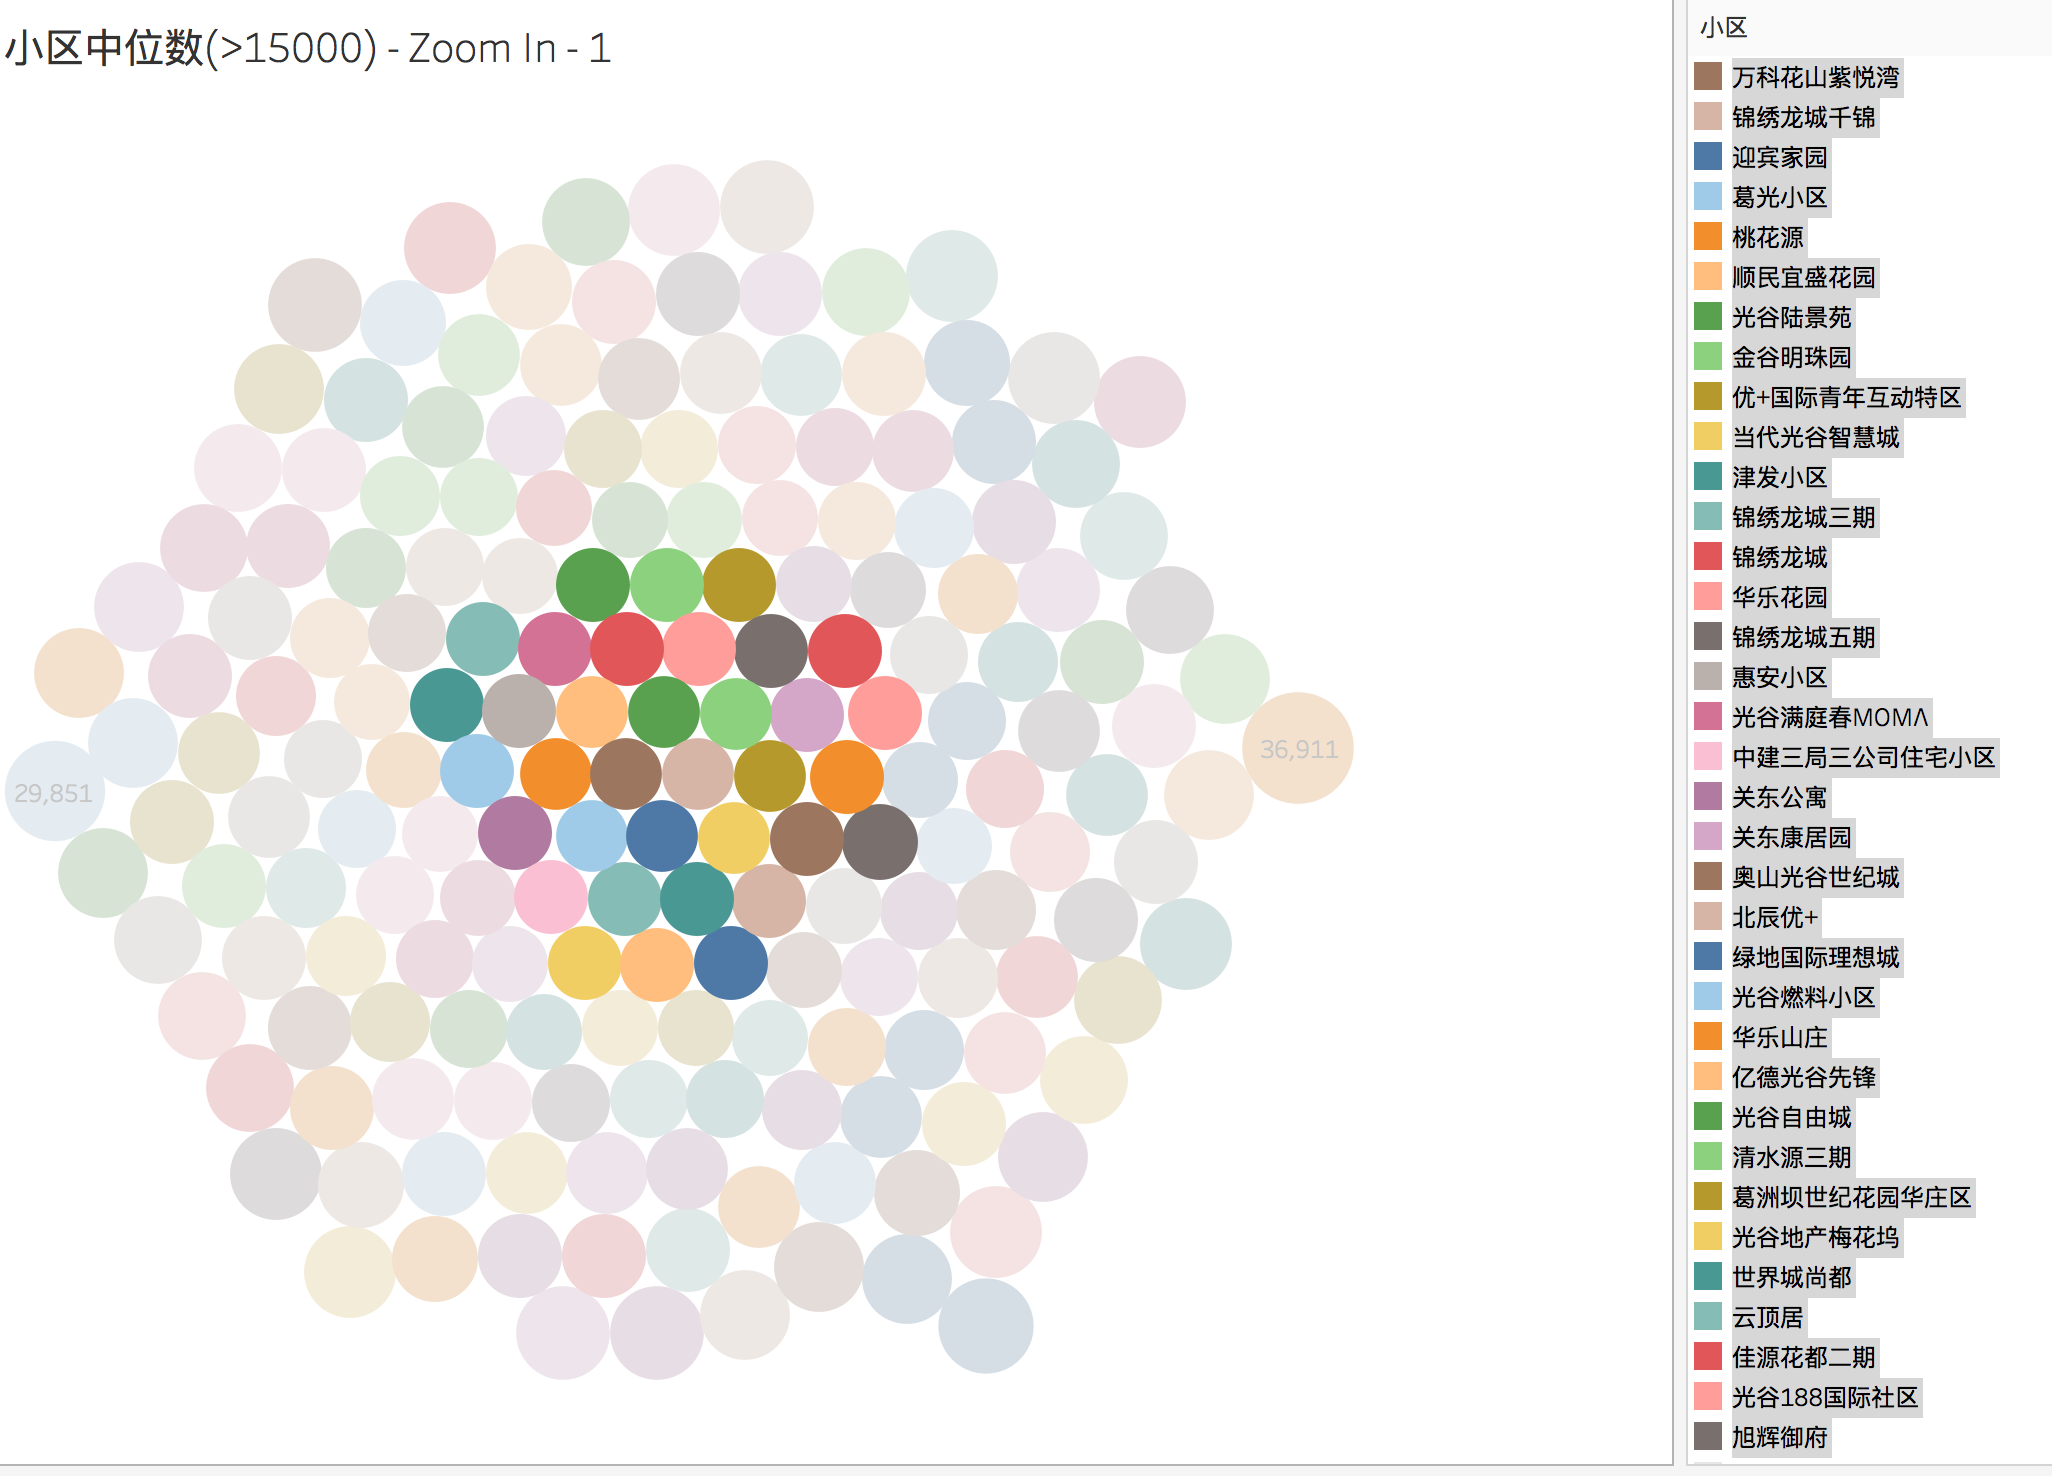 小区中位数(>15000) - Zoom In - 1
29,851
36,911
小区
万科花山紫悦湾
锦绣龙城千锦
迎宾家园
葛光小区
桃花源
顺民宜盛花园
光谷陆景苑
金谷明珠园
优+国际青年互动特区
当代光谷智慧城
津发小区
锦绣龙城三期
锦绣龙城
华乐花园
锦绣龙城五期
惠安小区
光谷满庭春MOMΛ
中建三局三公司住宅小区
关东公寓
关东康居园
奥山光谷世纪城
北辰优+
绿地国际理想城
光谷燃料小区
华乐山庄
亿德光谷先锋
光谷自由城
清水源三期
葛洲坝世纪花园华庄区
光谷地产梅花坞
世界城尚都
云顶居
佳源花都二期
光谷188国际社区
旭辉御府